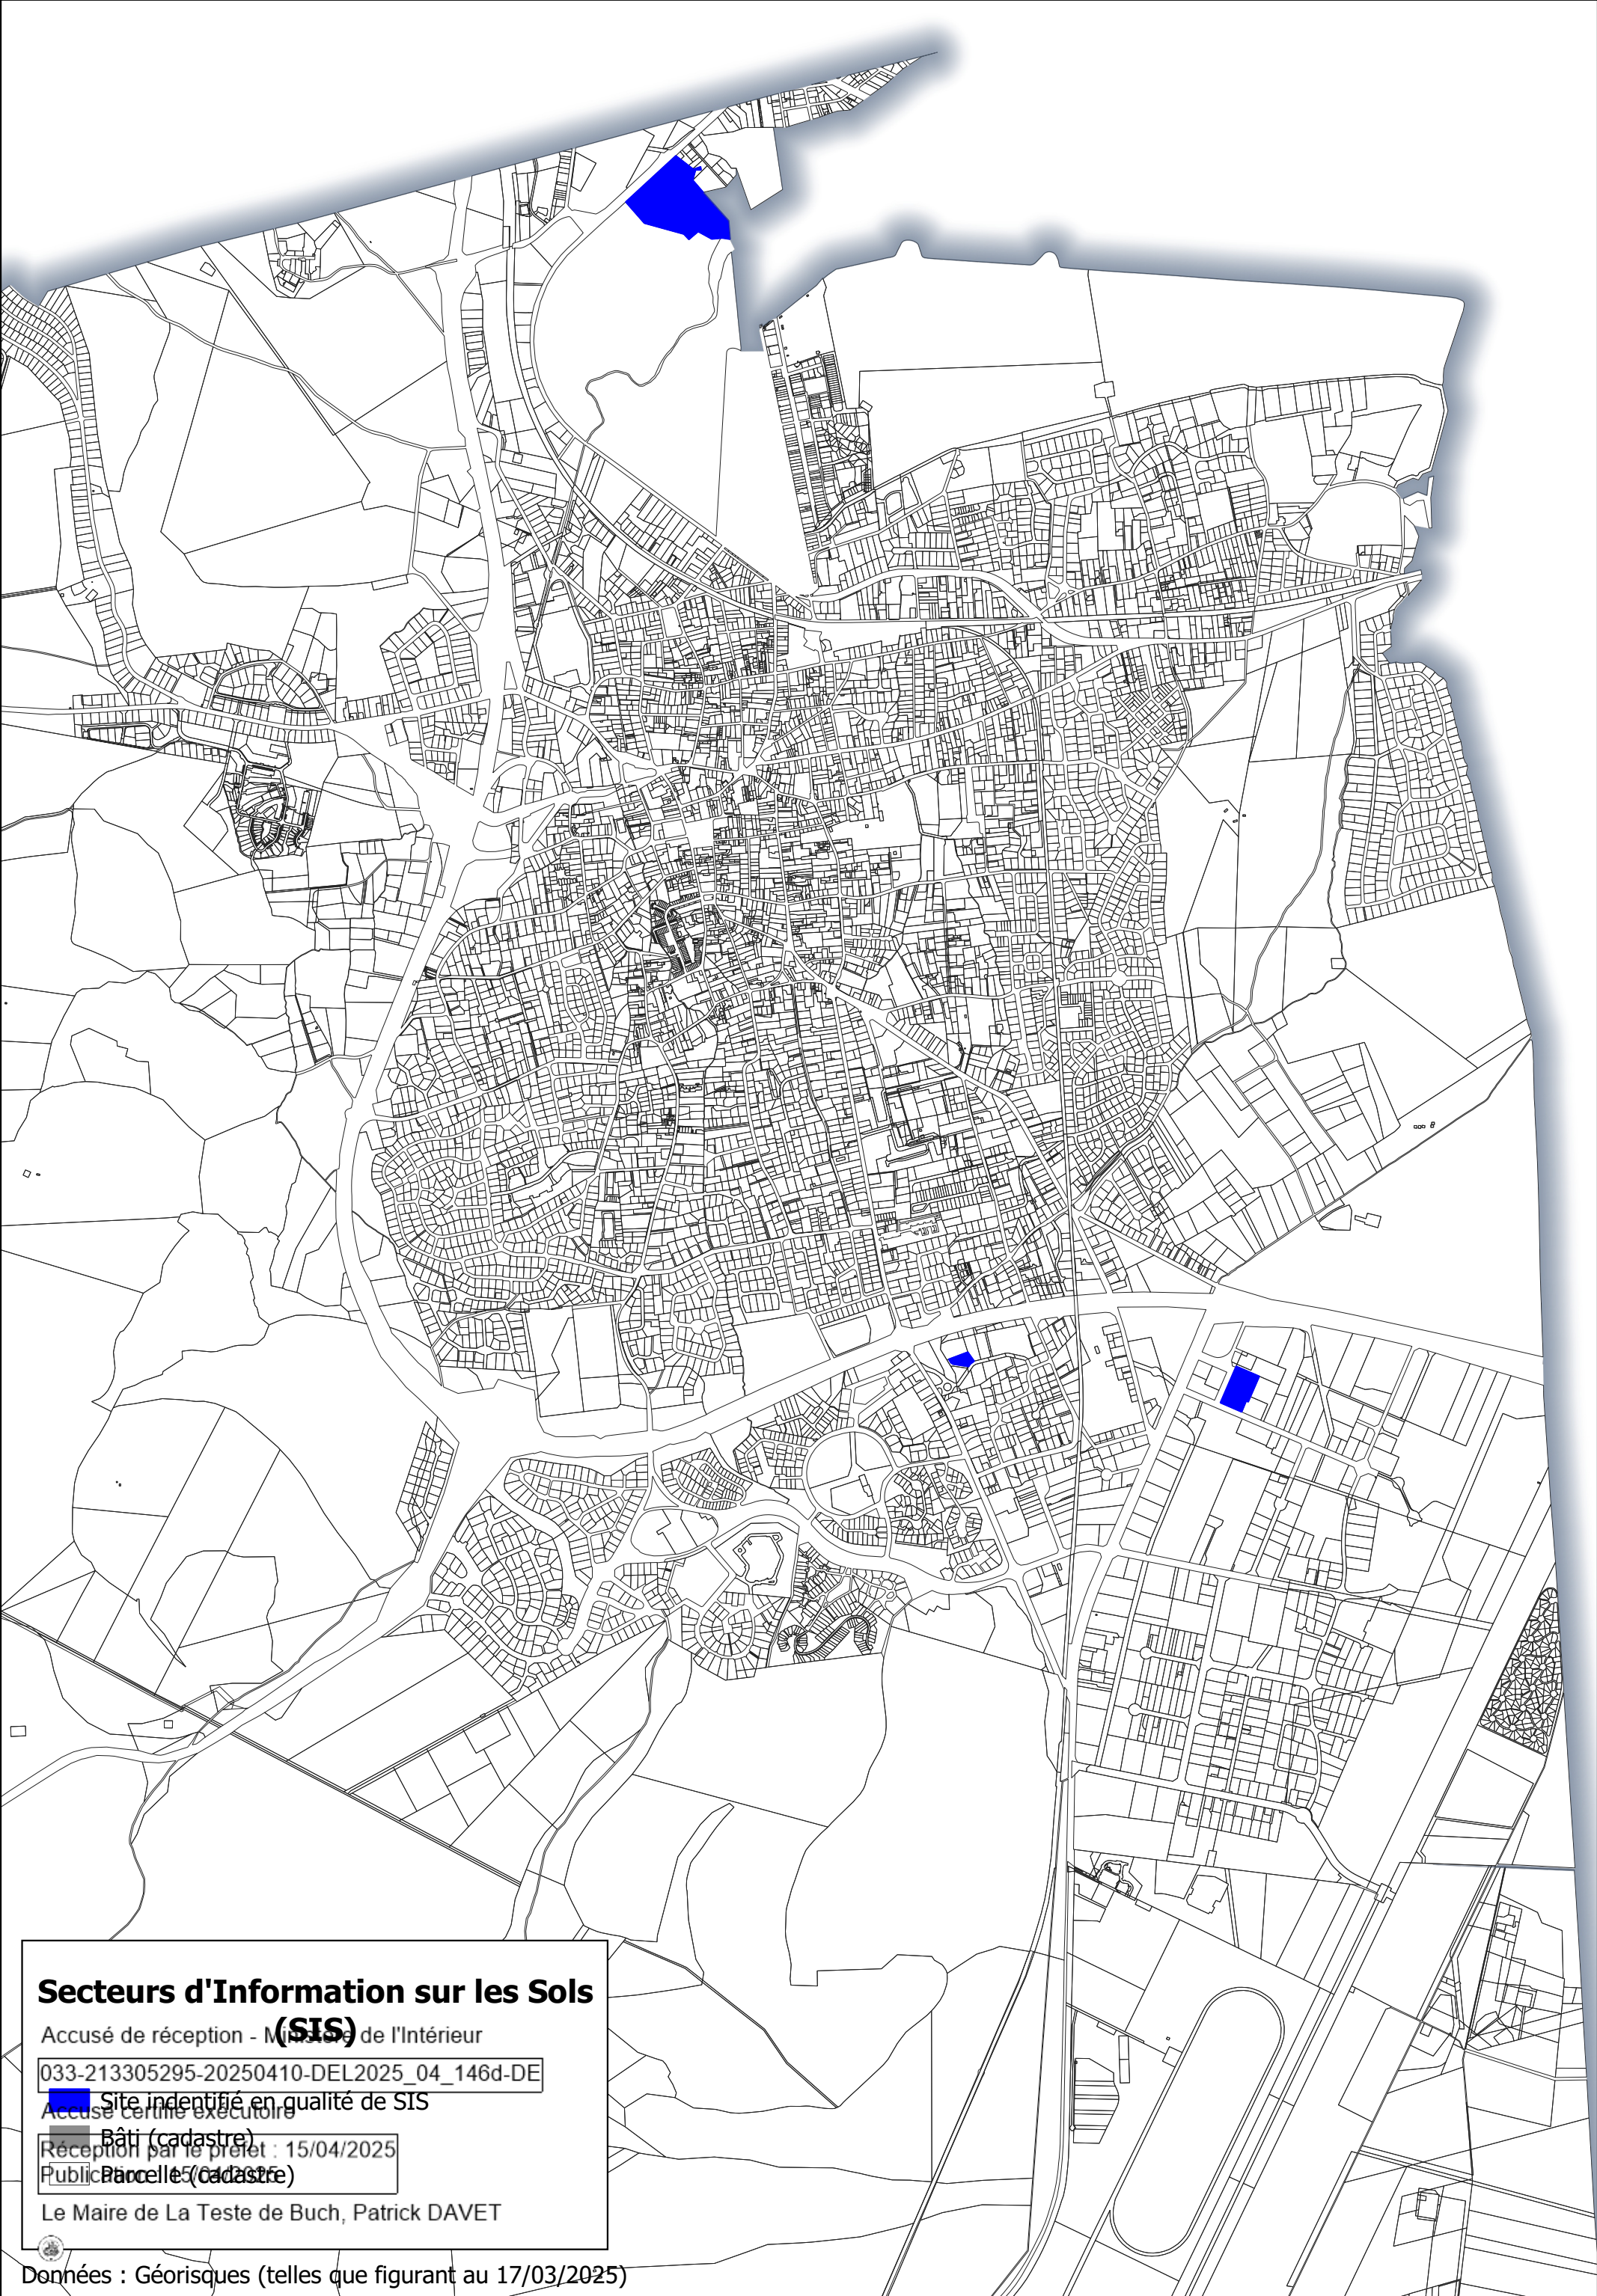 Secteurs d'Information sur les Sols
(SIS)
Accusé de réception - Ministère de l'Intérieur
033-213305295-20250410-DEL2025_04_146d-DE
Site indentifié en qualité de SIS
Accusé certifié exécutoire
Bâti (cadastre)
Réception par le préfet : 15/04/2025
Parcelle (cadastre)
Publication : 15/04/2025
Le Maire de La Teste de Buch, Patrick DAVET
Données : Géorisques (telles que figurant au 17/03/2025)